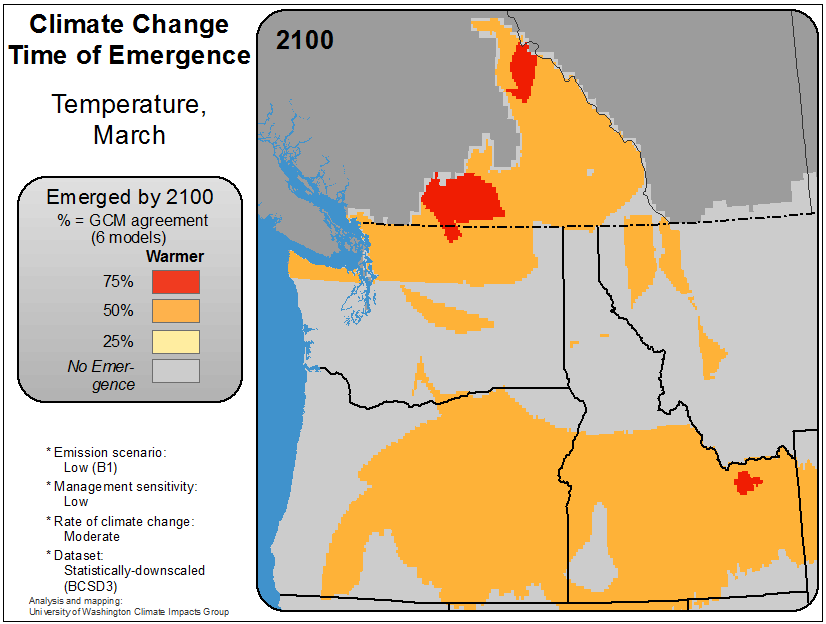 Climate Change
Time of Emergence
Temperature,
March
Emerged by 2100
% = GCM agreement
(6 models)
Warmer
75%
50%
25%
No Emer-
gence
* Emission scenario:
Low (B1)
* Management sensitivity:
Low
* Rate of climate change:
Moderate
* Dataset:
Statistically-downscaled
(BCSD3)
Analysis and mapping:
University of Washington Climate Impacts Group
2100